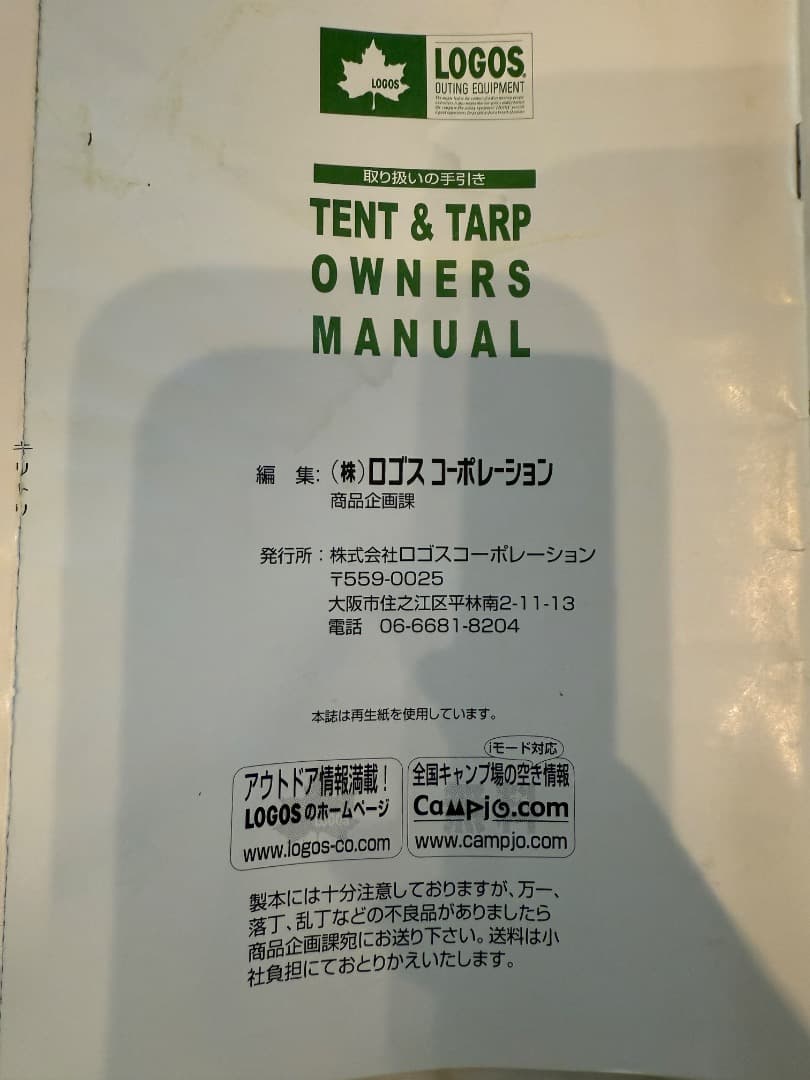 LOGOS
LOGOS
OUTING EQUIPMENT
取り扱いの手引き
TENT & TARP
OWNERS
MANUAL
キリトリ
編 集:(株)ロゴス コーポレーション
商品企画課
発行所:株式会社ロゴスコーポレーション
〒559-0025
大阪市住之江区平林南2-11-13
電話 06-6681-8204
本誌は再生紙を使用しています。
アウトドア情報満載!
LOGOSのホームページ
www.logos-co.com
iモード対応
全国キャンプ場の空き情報
Campjo.com
www.campjo.com
製本には十分注意しておりますが、万一、
落丁、乱丁などの不良品がありましたら
商品企画課宛にお送り下さい。送料は小
社負担にておとりかえいたします。